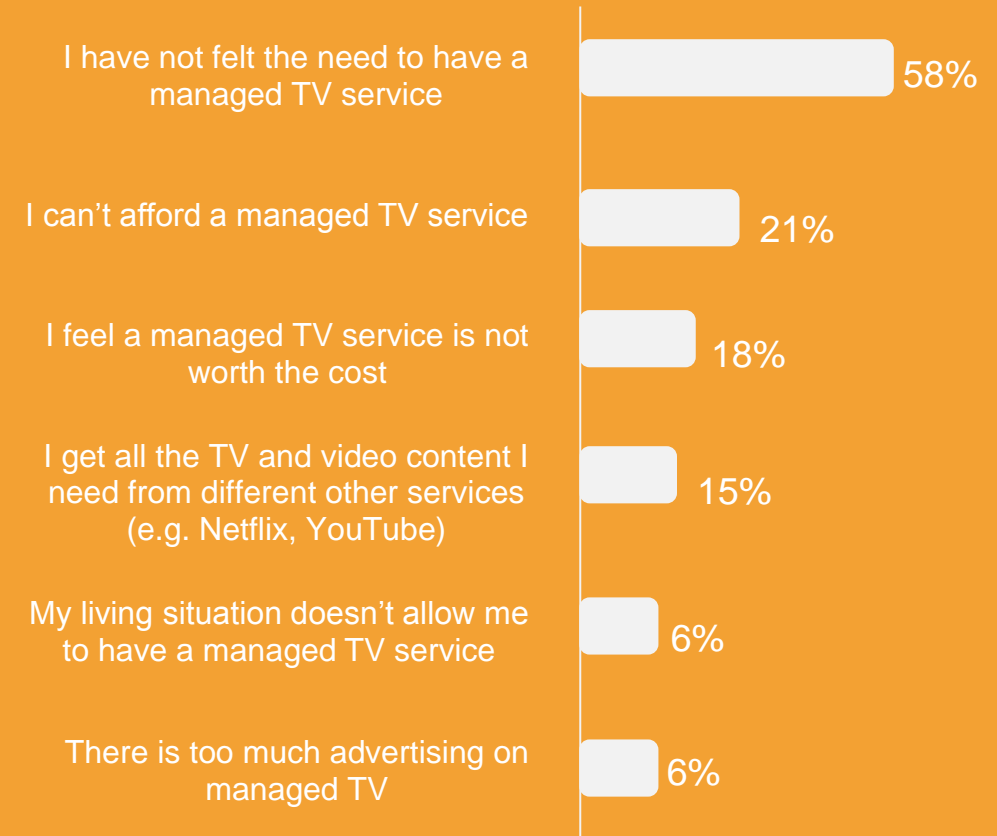 I have not felt the need to have a
managed TV service
58%
I can’t afford a managed TV service
21%
I feel a managed TV service is not
worth the cost
18%
I get all the TV and video content I
need from different other services
(e.g. Netflix, YouTube)
15%
My living situation doesn’t allow me
to have a managed TV service
6%
There is too much advertising on
managed TV
6%